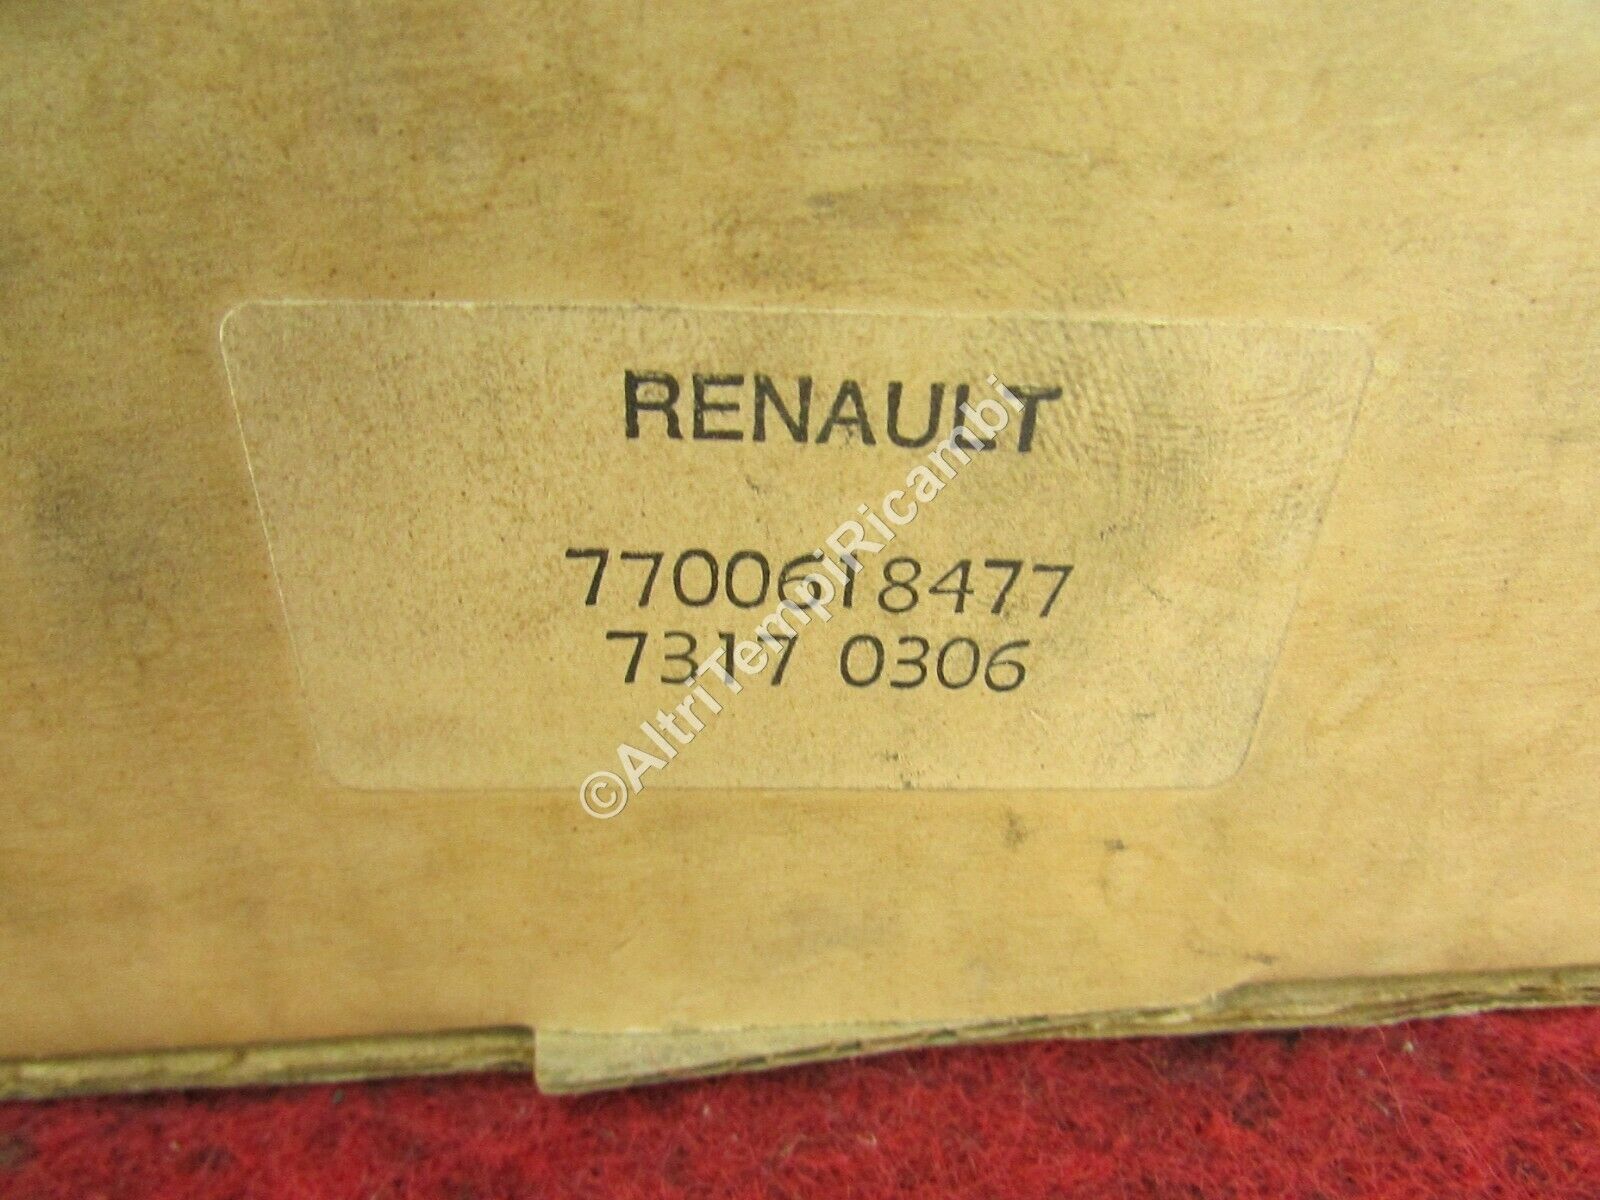 RENAULT
7700618477
7317 0306
©AltriTempiRicambi